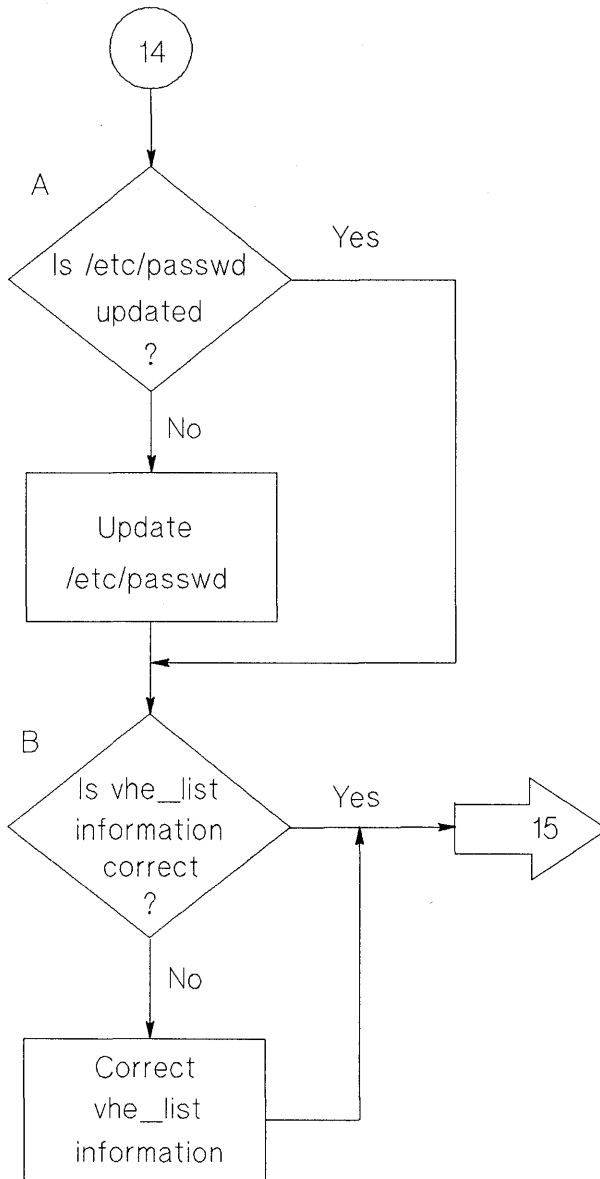 14
A
Is /etc/passwd
updated
?
Yes
No
Update
/etc/passwd
B
Is vhe_list
information
correct
?
Yes
15
No
Correct
vhe_list
information